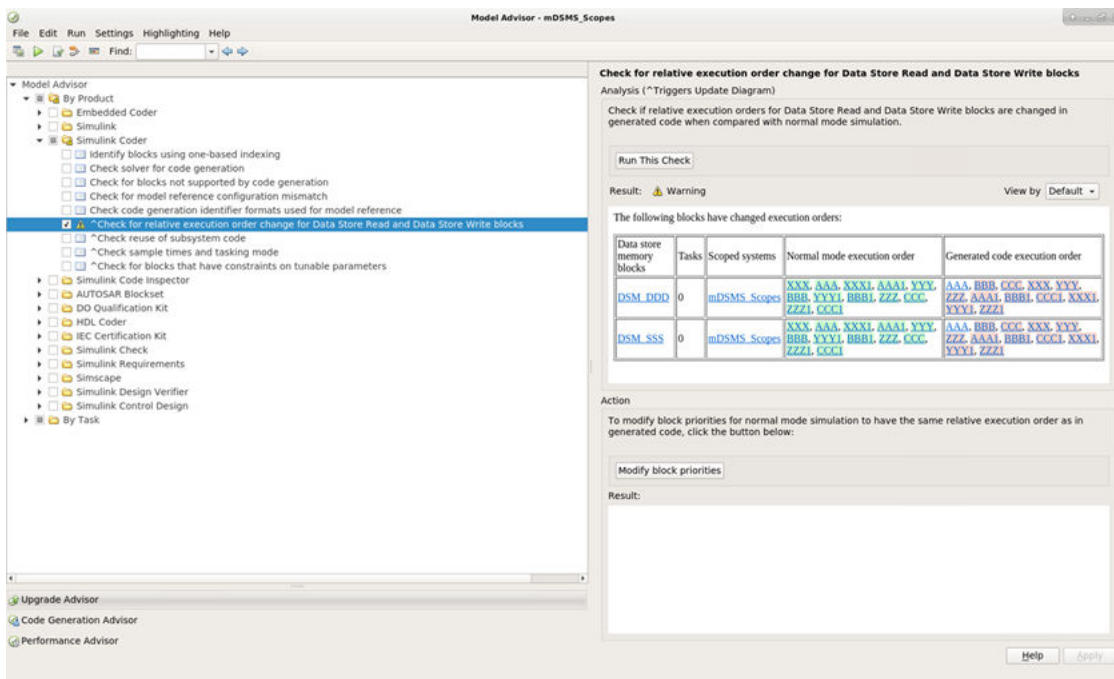 Model Advisor - mDSMS_Scopes
File Edit Run Settings Highlighting Help
Find:
Model Advisor
By Product
Embedded Coder
Simulink
Simulink Coder
Identify blocks using one-based indexing
Check solver for code generation
Check for blocks not supported by code generation
Check for model reference configuration mismatch
Check code generation identifier formats used for model reference
^Check for relative execution order change for Data Store Read and Data Store Write blocks
^Check reuse of subsystem code
^Check sample times and tasking mode
^Check for blocks that have constraints on tunable parameters
Simulink Code Inspector
AUTOSAR Blockset
DO Qualification Kit
HDL Coder
IEC Certification Kit
Simulink Check
Simulink Requirements
Simscape
Simulink Design Verifier
Simulink Control Design
By Task
Upgrade Advisor
Code Generation Advisor
Performance Advisor
Check for relative execution order change for Data Store Read and Data Store Write blocks
Analysis (^Triggers Update Diagram)
Check if relative execution orders for Data Store Read and Data Store Write blocks are changed in
generated code when compared with normal mode simulation.
Run This Check
Result: Warning View by Default
The following blocks have changed execution orders:
Data store
memory
blocks
Tasks
Scoped systems
Normal mode execution order
Generated code execution order
DSM_DDD
0
mDSMS_Scopes
XXX, AAA, XXX1, AAA1, YYY,
BBB, YYY1, BBB1, ZZZ, CCC,
ZZZ1, CCC1
AAA, BBB, CCC, XXX, YYY,
ZZZ, AAA1, BBB1, CCC1, XXX1,
YYY1, ZZZ1
DSM_SSS
0
mDSMS_Scopes
XXX, AAA, XXX1, AAA1, YYY,
BBB, YYY1, BBB1, ZZZ, CCC,
ZZZ1, CCC1
AAA, BBB, CCC, XXX, YYY,
ZZZ, AAA1, BBB1, CCC1, XXX1,
YYY1, ZZZ1
Action
To modify block priorities for normal mode simulation to have the same relative execution order as in
generated code, click the button below:
Modify block priorities
Result:
Help Apply